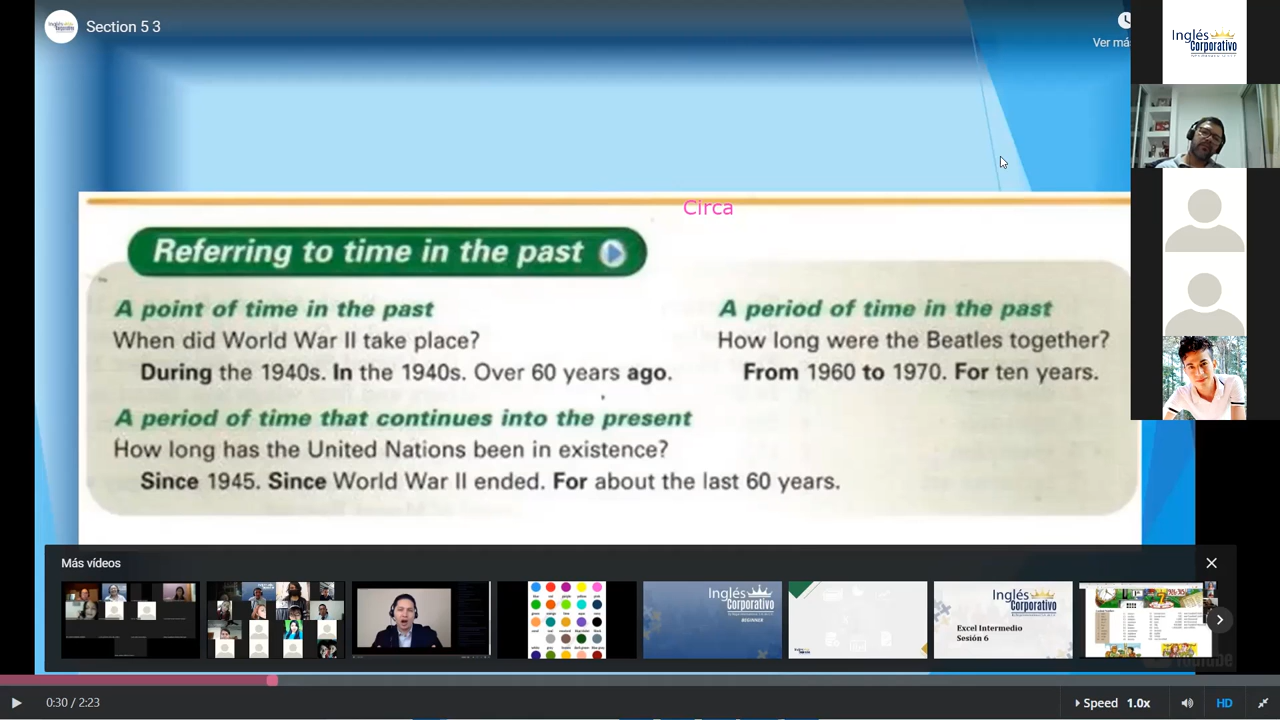 Section 5 3
Ver má
Inglés
Corporativo
Circa
Referring to time in the past
A point of time in the past
When did World War II take place?
During the 1940s. In the 1940s. Over 60 years ago.
A period of time in the past
How long were the Beatles together?
From 1960 to 1970. For ten years.
A period of time that continues into the present
How long has the United Nations been in existence?
Since 1945. Since World War II ended. For about the last 60 years.
Más vídeos
Inglés
Corporativo
BEGINNER
Inglés
Corporativo
Excel Intermedio
Sesión 6
YouTube
0:30 / 2:23
Speed 1.0x
HD